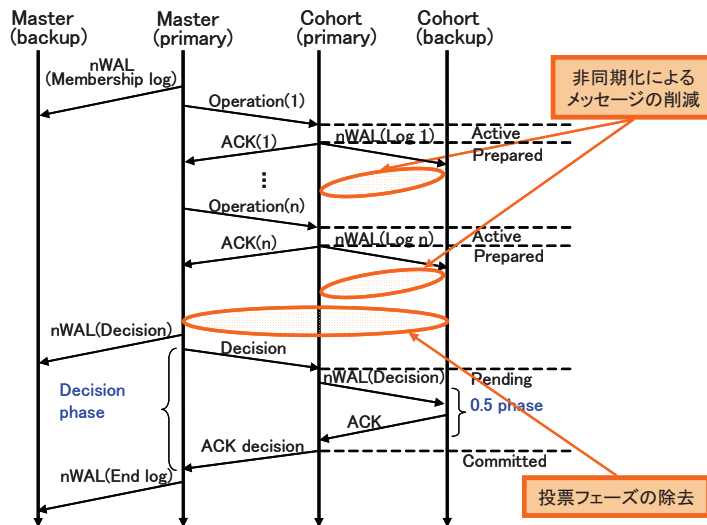 Master
(backup)
Master
(primary)
Cohort
(primary)
Cohort
(backup)
nWAL
(Membership log)
非同期化による
メッセージの削減
Operation(1)
Active
ACK(1)
nWAL(Log 1)
Prepared
⋮
Operation(n)
Active
ACK(n)
nWAL(Log n)
Prepared
nWAL(Decision)
Decision
Pending
nWAL(Decision)
Decision
phase
0.5 phase
ACK
ACK decision
Committed
nWAL(End log)
投票フェーズの除去